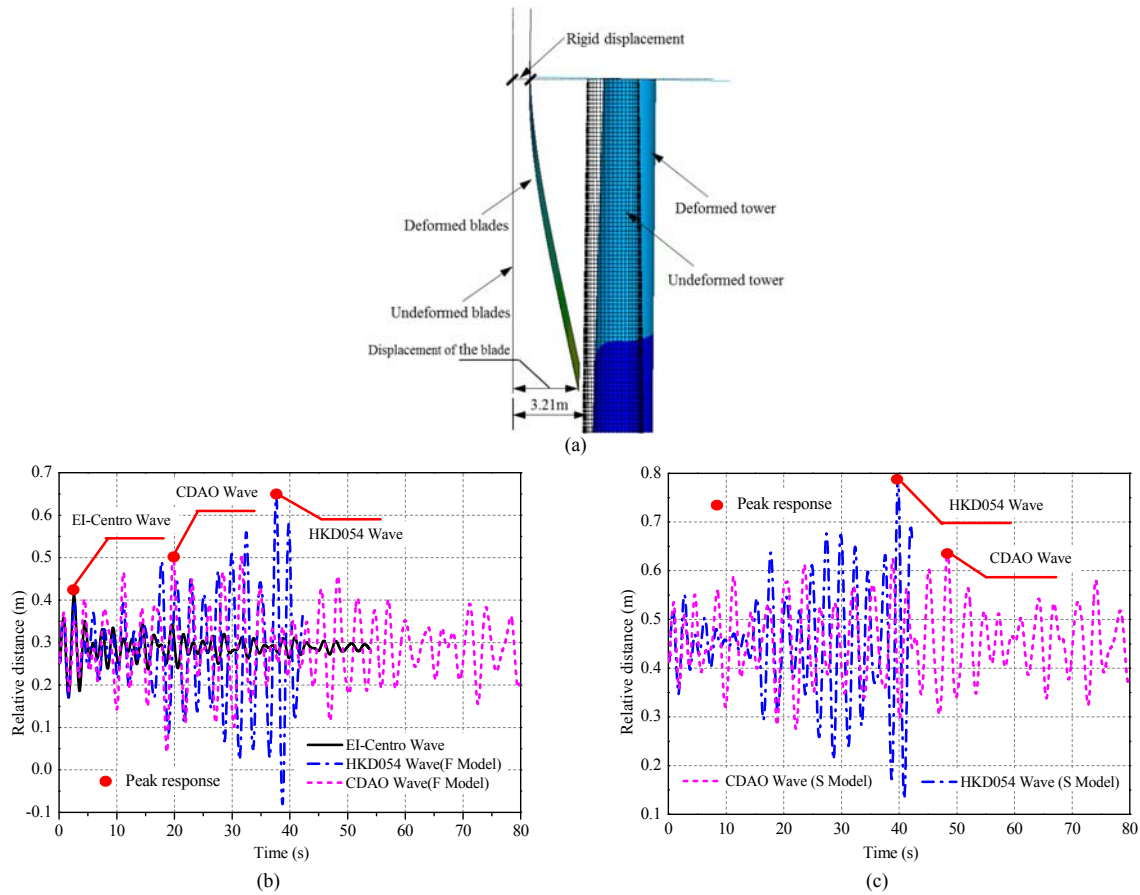 Rigid displacement
Deformed blades
Deformed tower
Undeformed tower
Undeformed blades
Displacement of the blade
3.21m
(a)
0.7
0.6
0.5
0.4
0.3
0.2
0.1
0.0
-0.1
Relative distance (m)
EI-Centro Wave
CDAO Wave
HKD054 Wave
EI-Centro Wave
HKD054 Wave(F Model)
CDAO Wave(F Model)
Peak response
0 10 20 30 40 50 60 70 80
Time (s)
(b)
0.8
0.7
0.6
0.5
0.4
0.3
0.2
0.1
Relative distance (m)
Peak response
HKD054 Wave
CDAO Wave
CDAO Wave (S Model) HKD054 Wave (S Model)
0 10 20 30 40 50 60 70 80
Time (s)
(c)